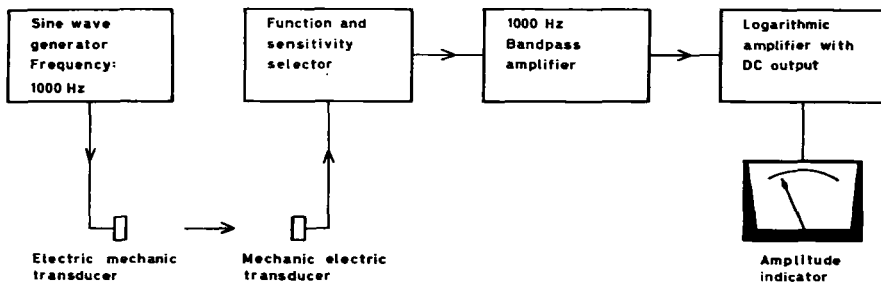 Sine wave
generator
Frequency:
1000 Hz
Function and
sensitivity
selector
1000 Hz
Bandpass
amplifier
Logarithmic
amplifier with
DC output
Electric mechanic
transducer
Mechanic electric
transducer
Amplitude
indicator